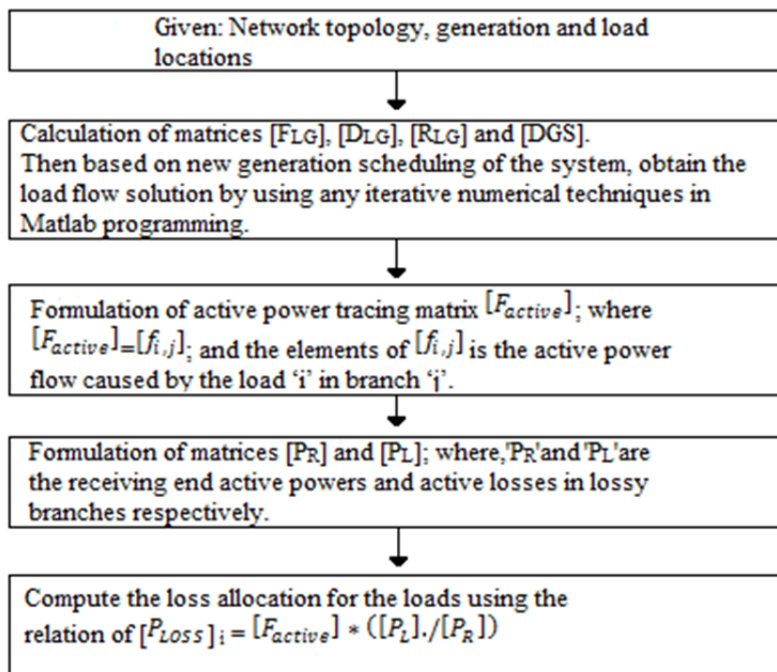 Given: Network topology, generation and load
locations
Calculation of matrices [FLG], [DLG], [RLG] and [DGS].
Then based on new generation scheduling of the system, obtain the
load flow solution by using any iterative numerical techniques in
Matlab programming.
Formulation of active power tracing matrix [Factive]; where
[Factive]=[fi,j]; and the elements of [fi,j] is the active power
flow caused by the load ‘i’ in branch ‘j’.
Formulation of matrices [PR] and [PL]; where,'PR'and'PL'are
the receiving end active powers and active losses in lossy
branches respectively.
Compute the loss allocation for the loads using the
relation of [PLoss]i = [Factive] * ([PL]./[PR])